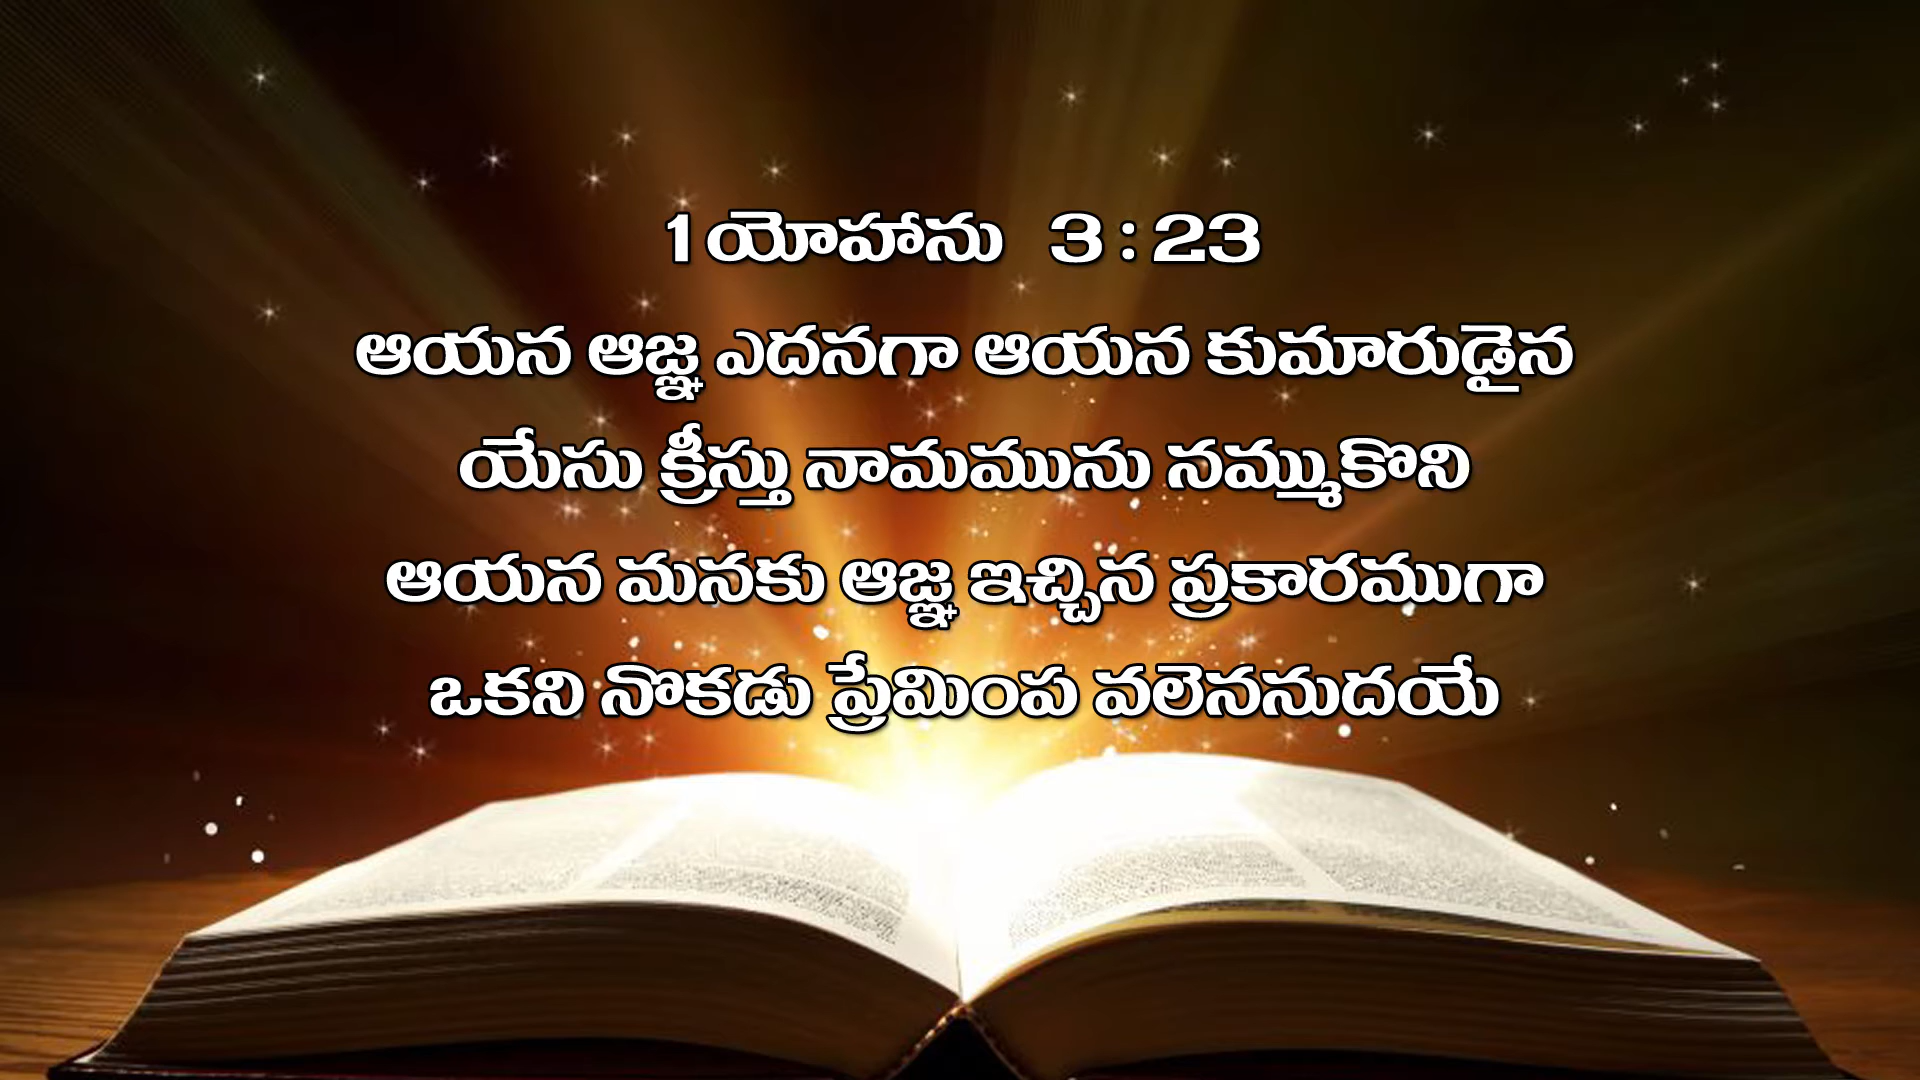 1 యోహాను 3 : 23
ఆయన ఆజ్ఞ ఎదనగా ఆయన కుమారుడైన
యేసు క్రీస్తు నామమును నమ్ముకొని
ఆయన మనకు ఆజ్ఞ ఇచ్చిన ప్రకారముగా
ఒకని నొకడు ప్రేమింప వలెననుదయే